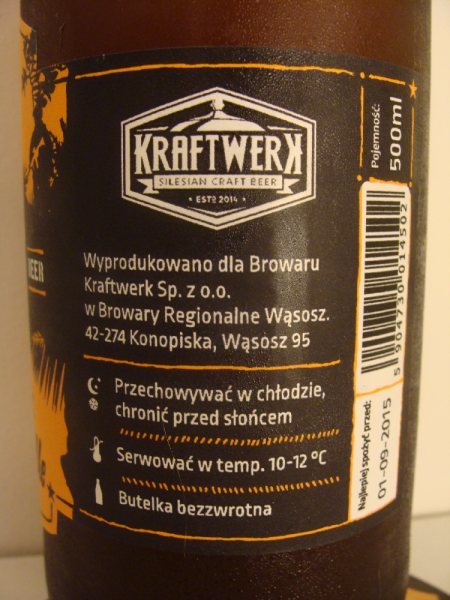 KRAFTWERK
SILESIAN CRAFT BEER
ESTD 2014
Wyprodukowano dla Browaru
Kraftwerk Sp. z o.o.
w Browary Regionalne Wąsosz.
42-274 Konopiska, Wąsosz 95
Przechowywać w chłodzie,
chronić przed słońcem
Serwować w temp. 10-12 °C
Butelka bezzwrotna
Pojemność:
500ml
5 904730 014502
Najlepiej spożyć przed:
01-09-2015
BEER